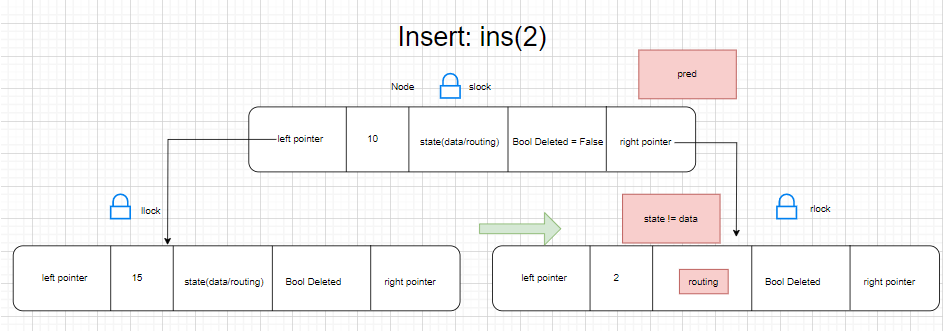 Insert: ins(2)
pred
Node
slock
left pointer
10
state(data/routing)
Bool Deleted = False
right pointer
llock
state != data
rlock
left pointer
15
state(data/routing)
Bool Deleted
right pointer
left pointer
2
routing
Bool Deleted
right pointer